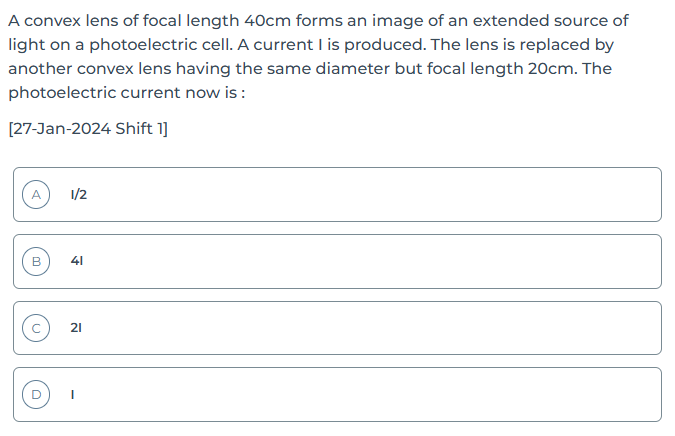 A convex lens of focal length 40cm forms an image of an extended source of
light on a photoelectric cell. A current I is produced. The lens is replaced by
another convex lens having the same diameter but focal length 20cm. The
photoelectric current now is :
[27-Jan-2024 Shift 1]
A I/2
B 4I
C 2I
D I